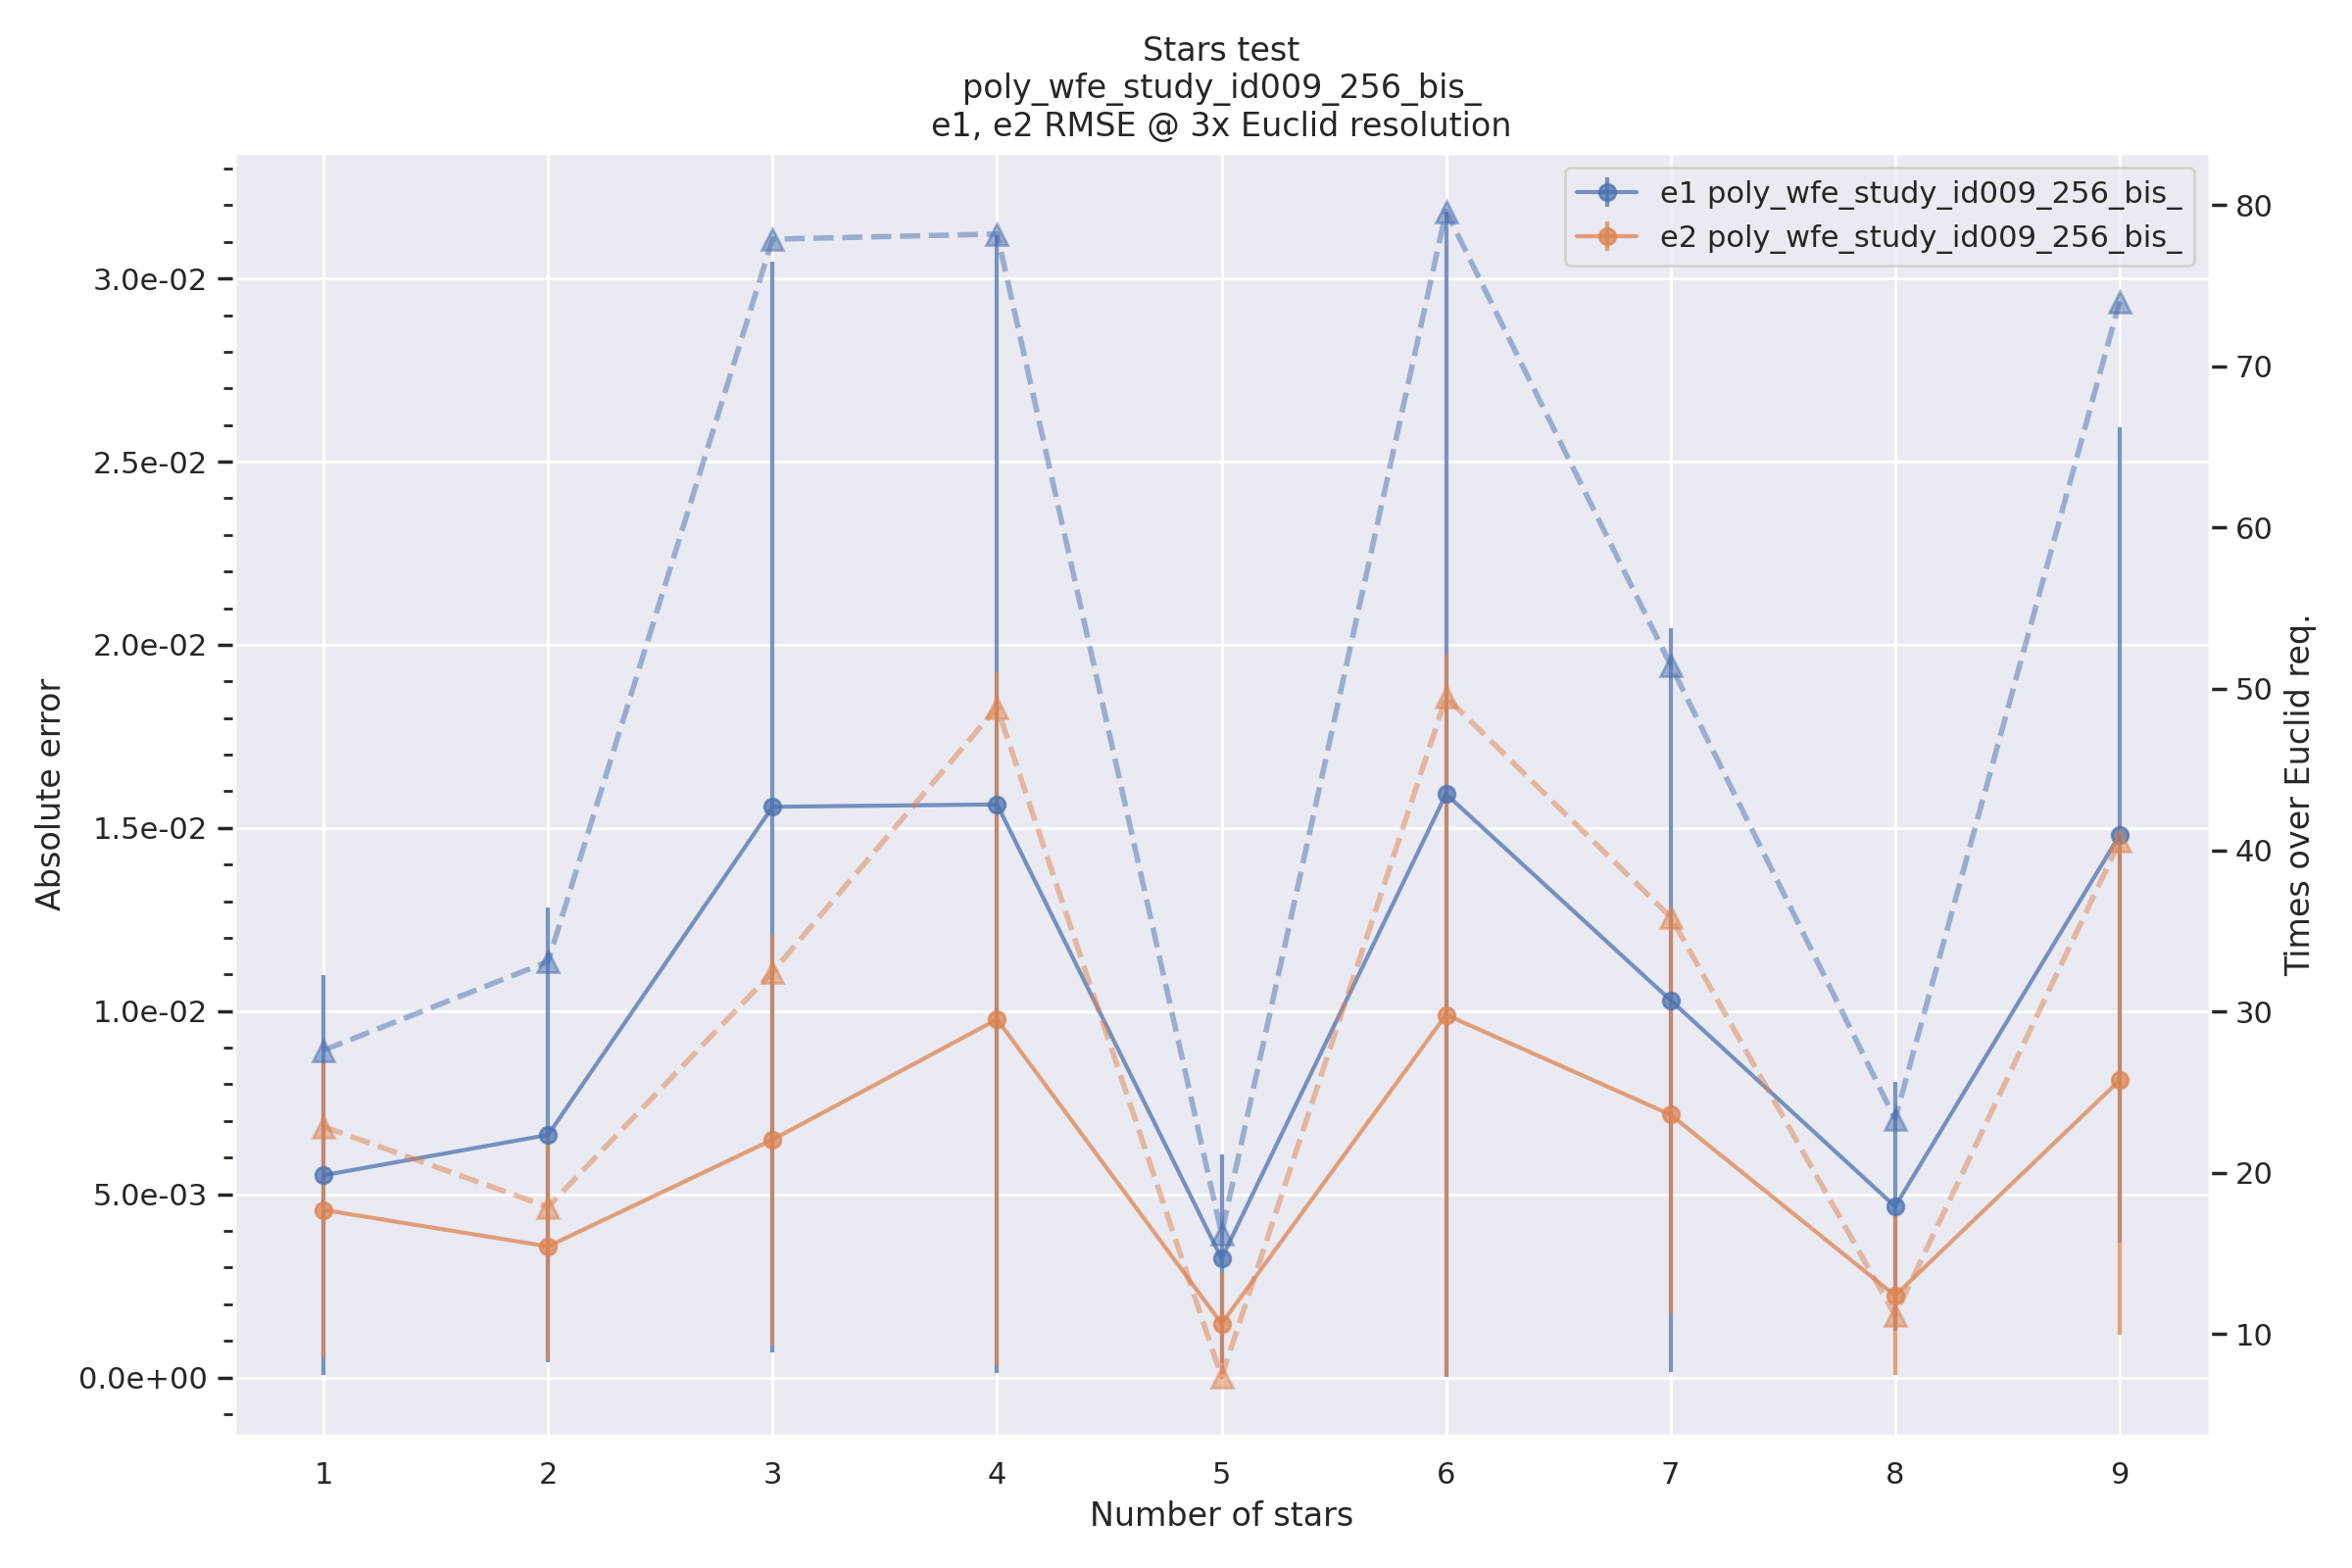 Stars test
poly_wfe_study_id009_256_bis_
e1, e2 RMSE @ 3x Euclid resolution
e1 poly_wfe_study_id009_256_bis_
e2 poly_wfe_study_id009_256_bis_
Absolute error
3.0e-02
2.5e-02
2.0e-02
1.5e-02
1.0e-02
5.0e-03
0.0e+00
80
70
60
50
40
30
20
10
Times over Euclid req.
1 2 3 4 5 6 7 8 9
Number of stars